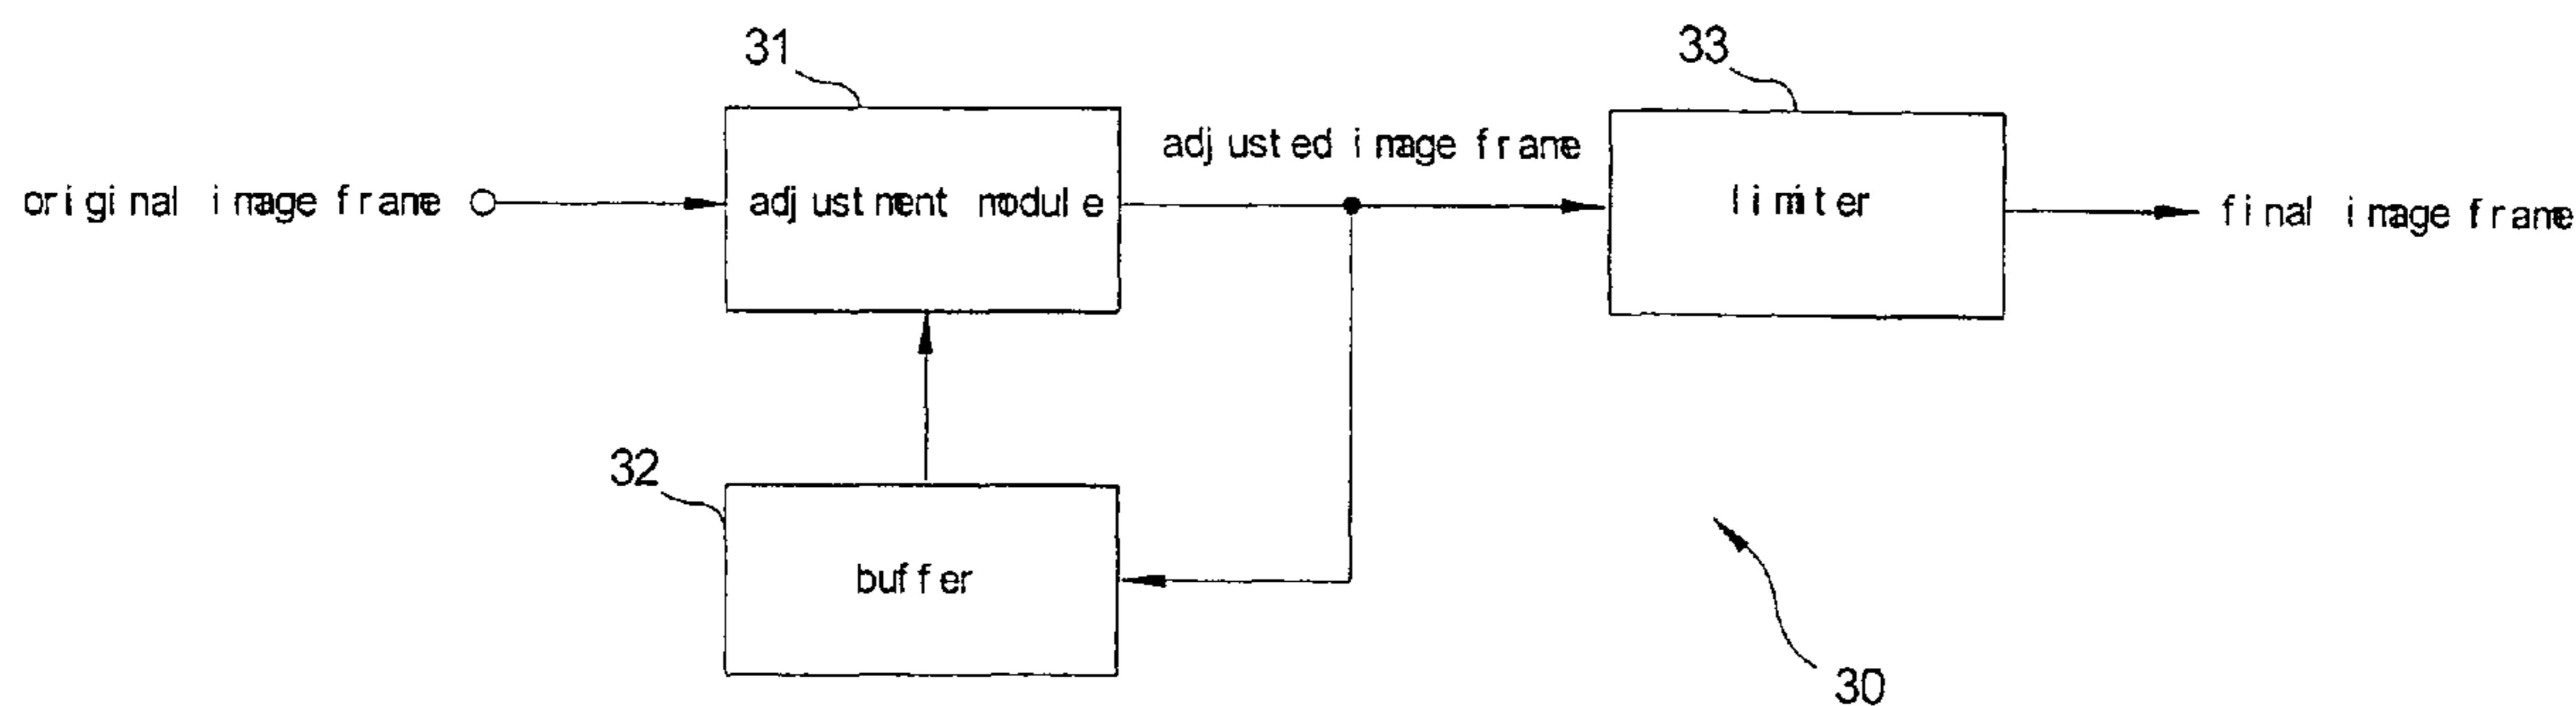 31
33
original image frame
adjustment module
adjusted image frame
limiter
final image frame
32
buffer
30